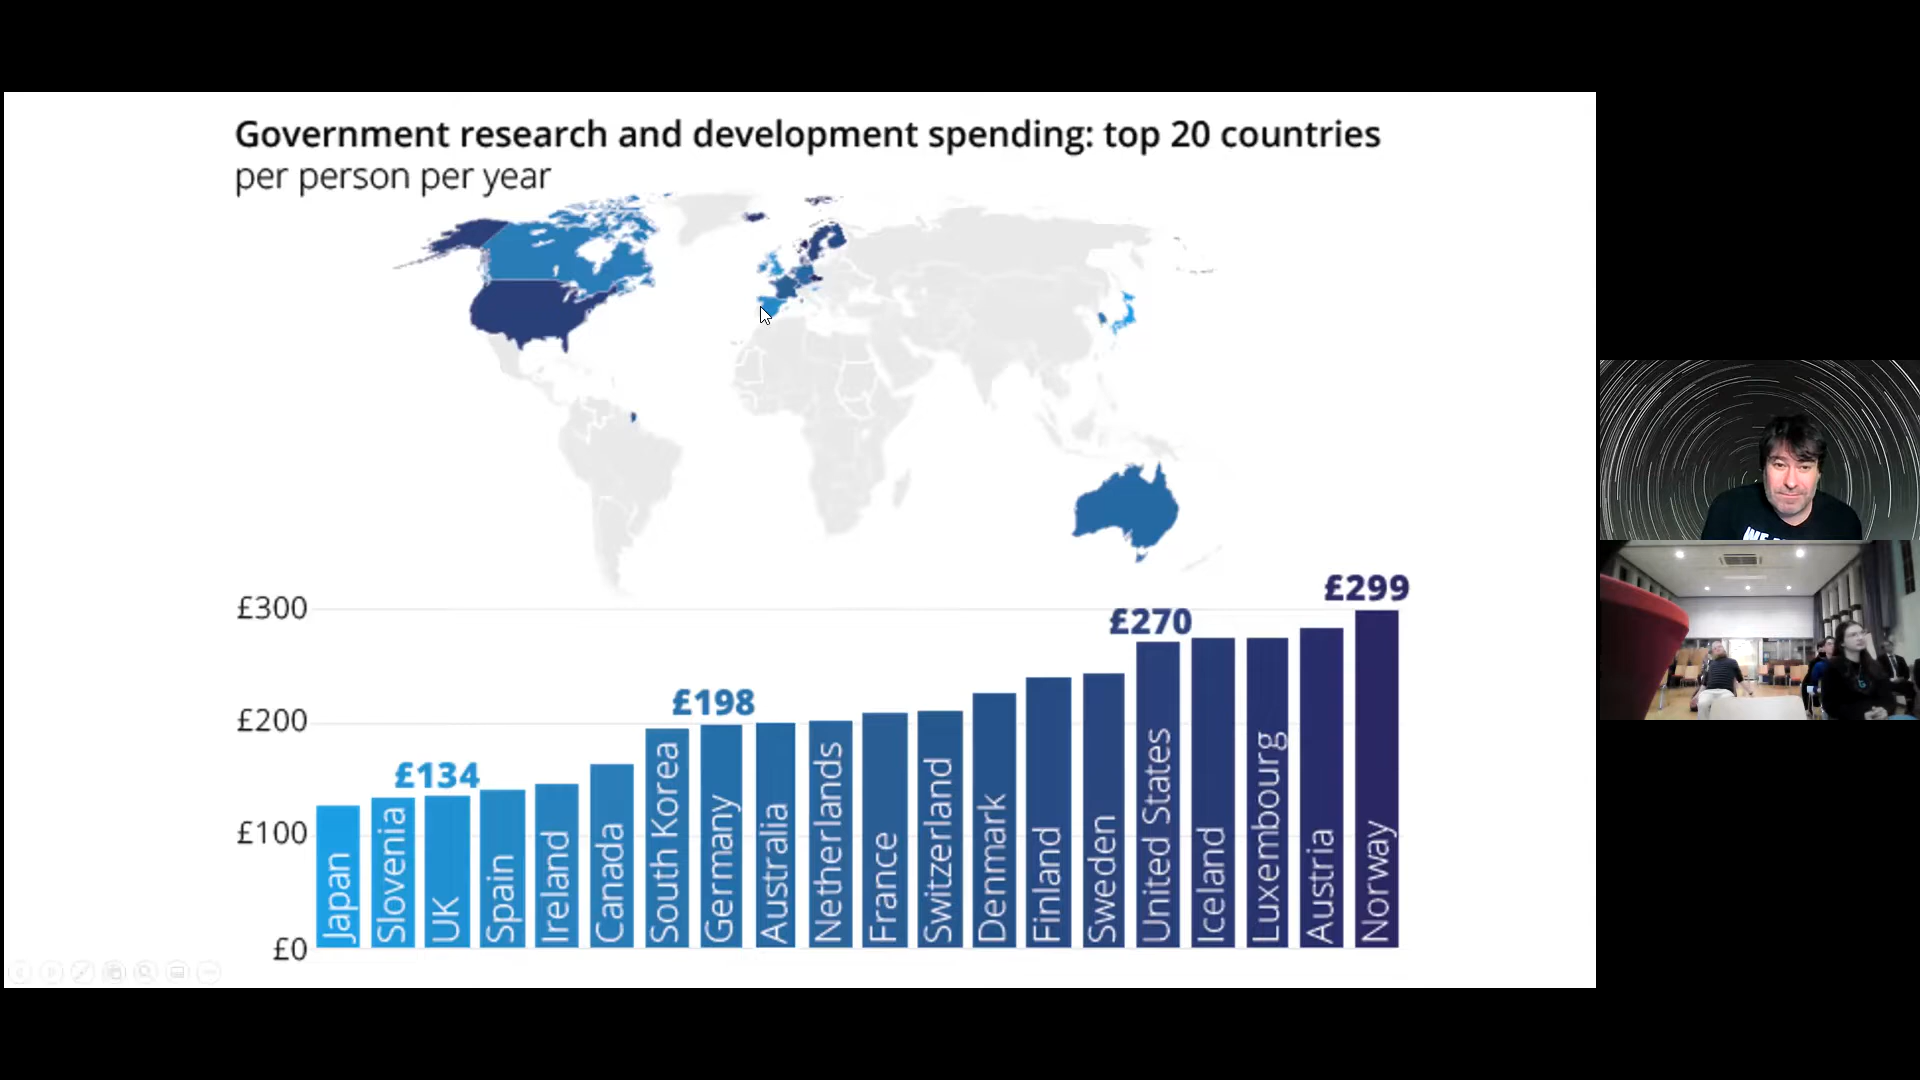 Government research and development spending: top 20 countries
per person per year
£300
£200
£100
£0
£134
£198
£270
£299
Japan
Slovenia
UK
Spain
Ireland
Canada
South Korea
Germany
Australia
Netherlands
France
Switzerland
Denmark
Finland
Sweden
United States
Iceland
Luxembourg
Austria
Norway